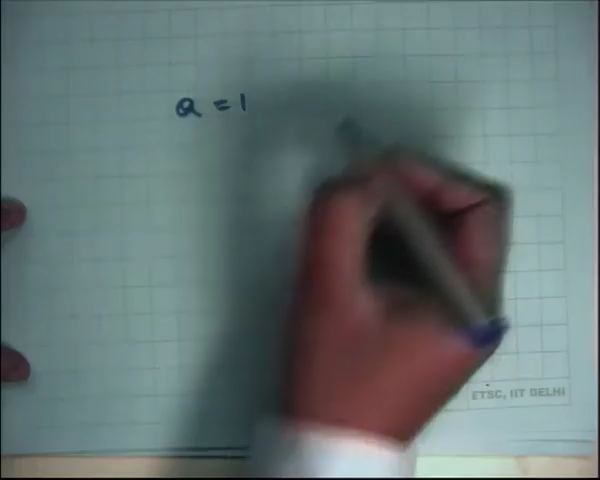 Q = 1
ETSC, IIT DELHI